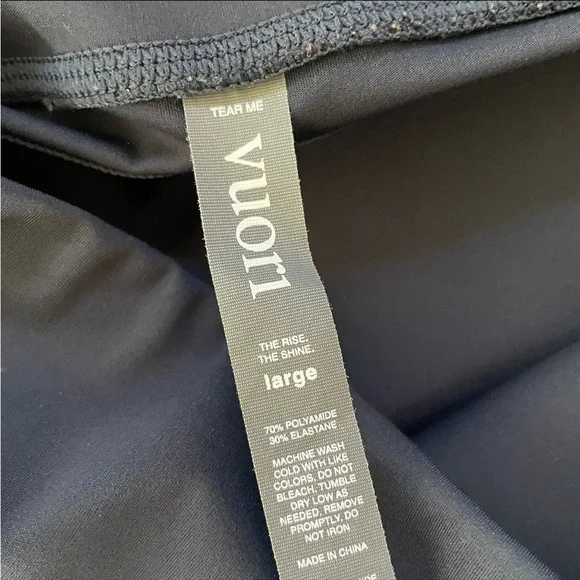 TEAR ME
vuori
THE RISE.
THE SHINE.
large
70% POLYAMIDE
30% ELASTANE
MACHINE WASH
COLD WITH LIKE
COLORS, DO NOT
BLEACH, TUMBLE
DRY LOW AS
NEEDED, REMOVE
PROMPTLY, DO
NOT IRON
MADE IN CHINA